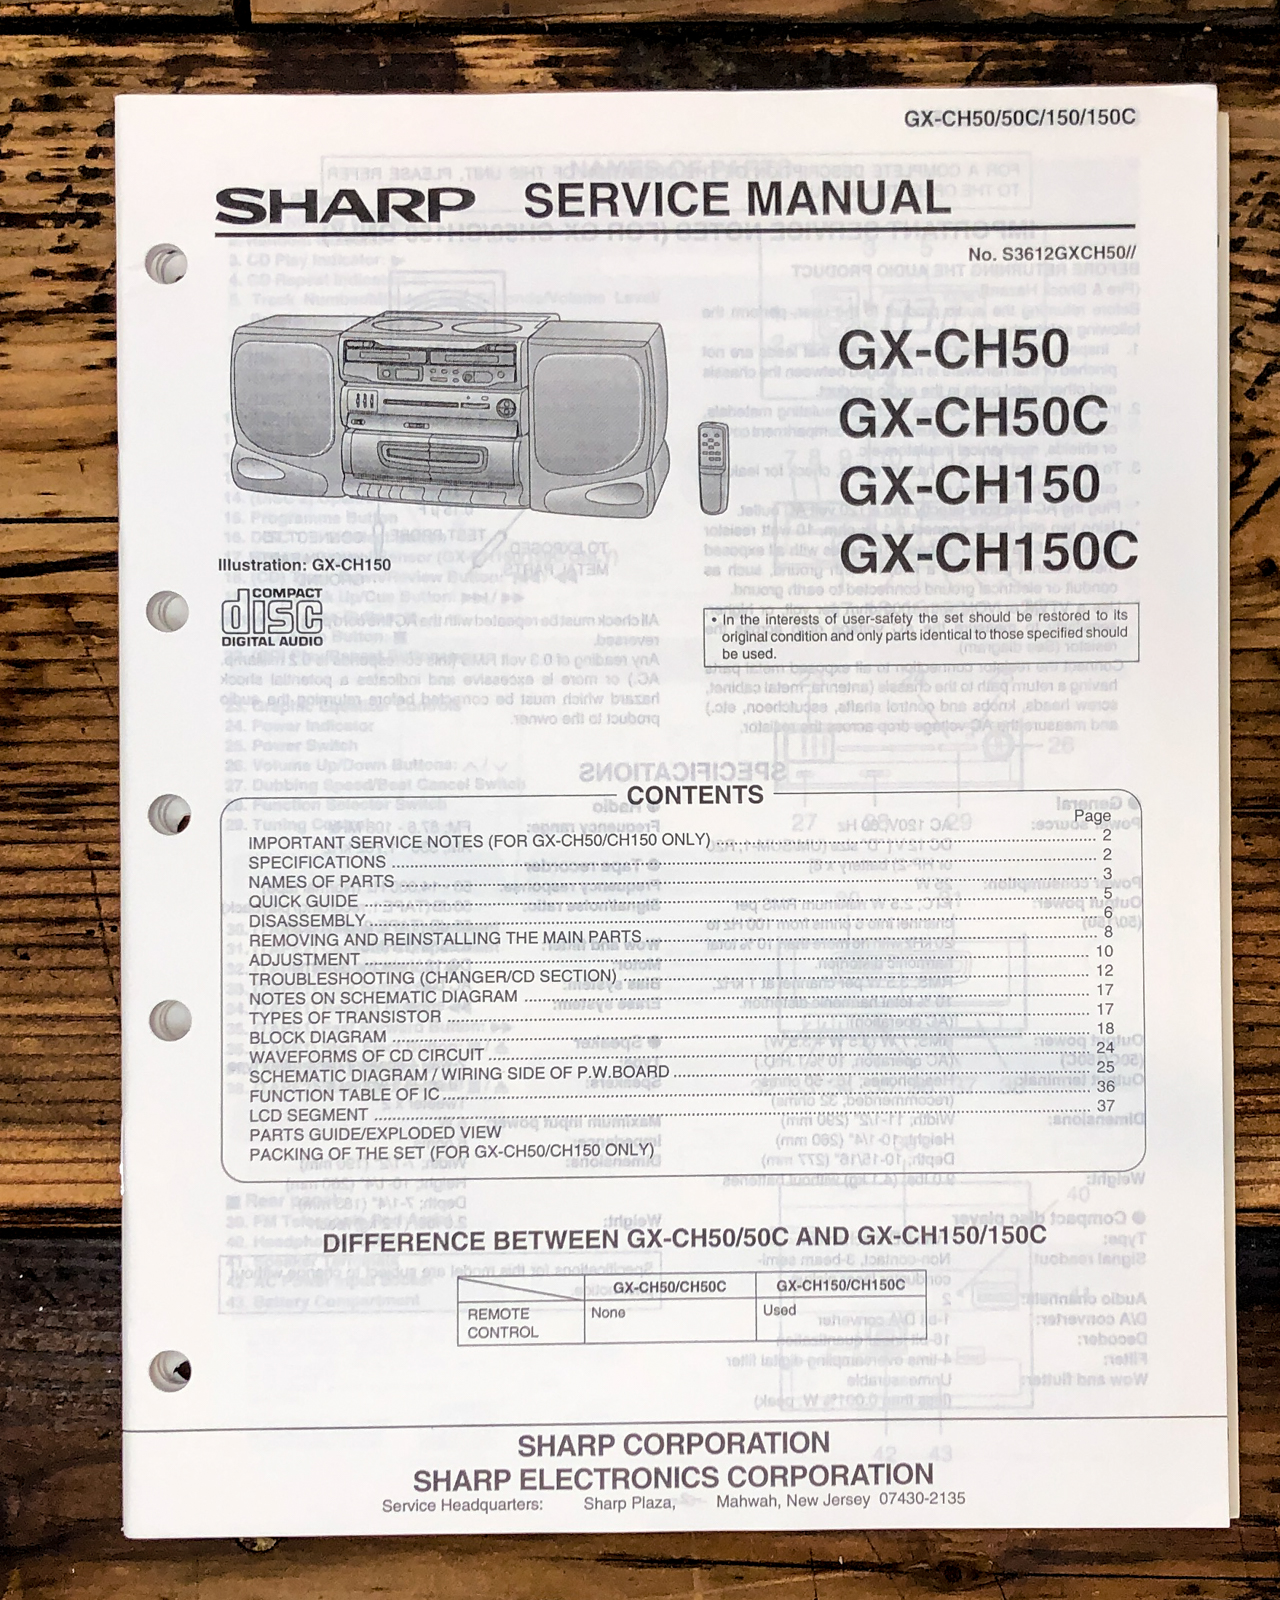 GX-CH50/50C/150/150C
SHARP SERVICE MANUAL
No. S3612GXCH50//
GX-CH50
GX-CH50C
GX-CH150
GX-CH150C
Illustration: GX-CH150
COMPACT
disc
DIGITAL AUDIO
• In the interests of user-safety the set should be restored to its
original condition and only parts identical to those specified should
be used.
CONTENTS
Page
IMPORTANT SERVICE NOTES (FOR GX-CH50/CH150 ONLY) 2
SPECIFICATIONS 2
NAMES OF PARTS 3
QUICK GUIDE 5
DISASSEMBLY 6
REMOVING AND REINSTALLING THE MAIN PARTS 8
ADJUSTMENT 10
TROUBLESHOOTING (CHANGER/CD SECTION) 12
NOTES ON SCHEMATIC DIAGRAM 17
TYPES OF TRANSISTOR 17
BLOCK DIAGRAM 18
WAVEFORMS OF CD CIRCUIT 24
SCHEMATIC DIAGRAM / WIRING SIDE OF P.W.BOARD 25
FUNCTION TABLE OF IC 36
LCD SEGMENT 37
PARTS GUIDE/EXPLODED VIEW
PACKING OF THE SET (FOR GX-CH50/CH150 ONLY)
DIFFERENCE BETWEEN GX-CH50/50C AND GX-CH150/150C
GX-CH50/CH50C GX-CH150/CH150C
REMOTE CONTROL None Used
SHARP CORPORATION
SHARP ELECTRONICS CORPORATION
Service Headquarters: Sharp Plaza, Mahwah, New Jersey 07430-2135